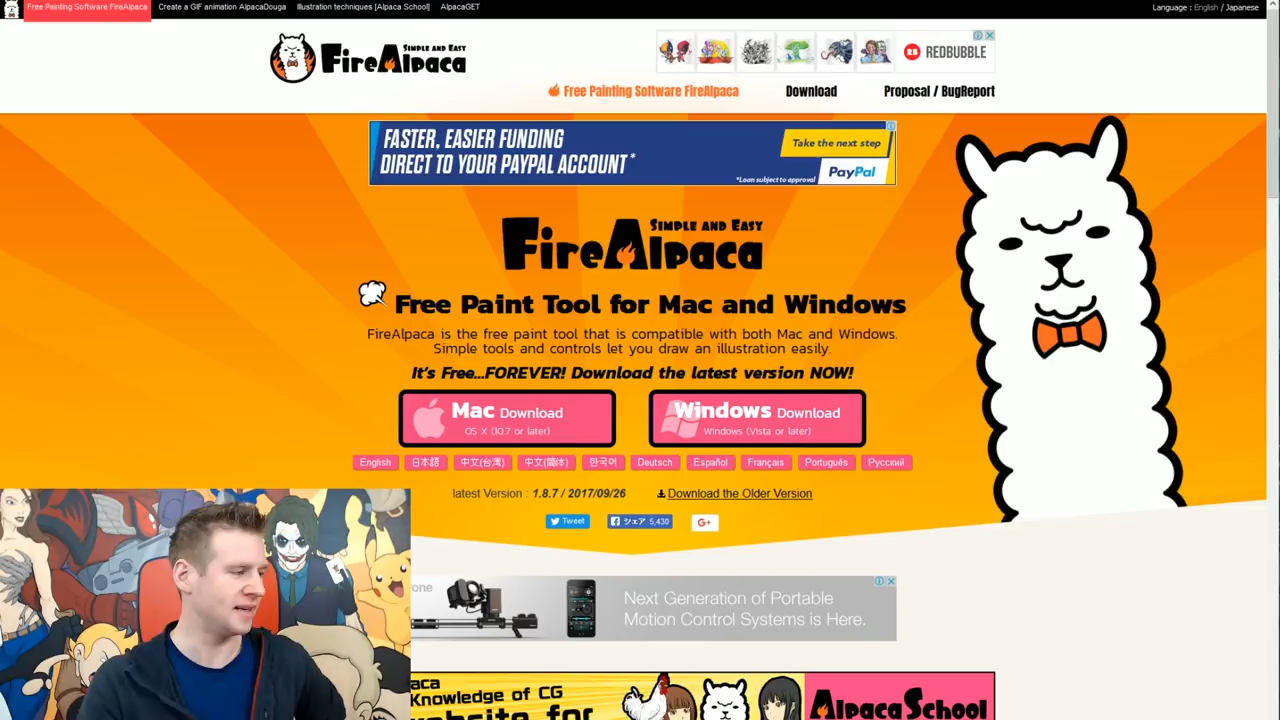 Free Painting Software FireAlpaca
Create a GIF animation AlpacaDouga
Illustration techniques [Alpaca School]
AlpacaGET
Language : English / Japanese
SIMPLE AND EASY
FireAlpaca
REDBUBBLE
Free Painting Software FireAlpaca
Download
Proposal / BugReport
FASTER, EASIER FUNDING
DIRECT TO YOUR PAYPAL ACCOUNT*
Take the next step
*Loan subject to approval
PayPal
SIMPLE AND EASY
FireAlpaca
Free Paint Tool for Mac and Windows
FireAlpaca is the free paint tool that is compatible with both Mac and Windows.
Simple tools and controls let you draw an illustration easily.
It's Free...FOREVER! Download the latest version NOW!
Mac Download
OS X (10.7 or later)
Windows Download
Windows (Vista or later)
English
日本語
中文(台灣)
中文(简体)
한국어
Deutsch
Español
Français
Português
Русский
latest Version : 1.8.7 / 2017/09/26
Download the Older Version
Tweet
シェア 5,430
G+
one
Next Generation of Portable
Motion Control Systems is Here.
aca
Knowledge of CG
website for
AlpacaSchool